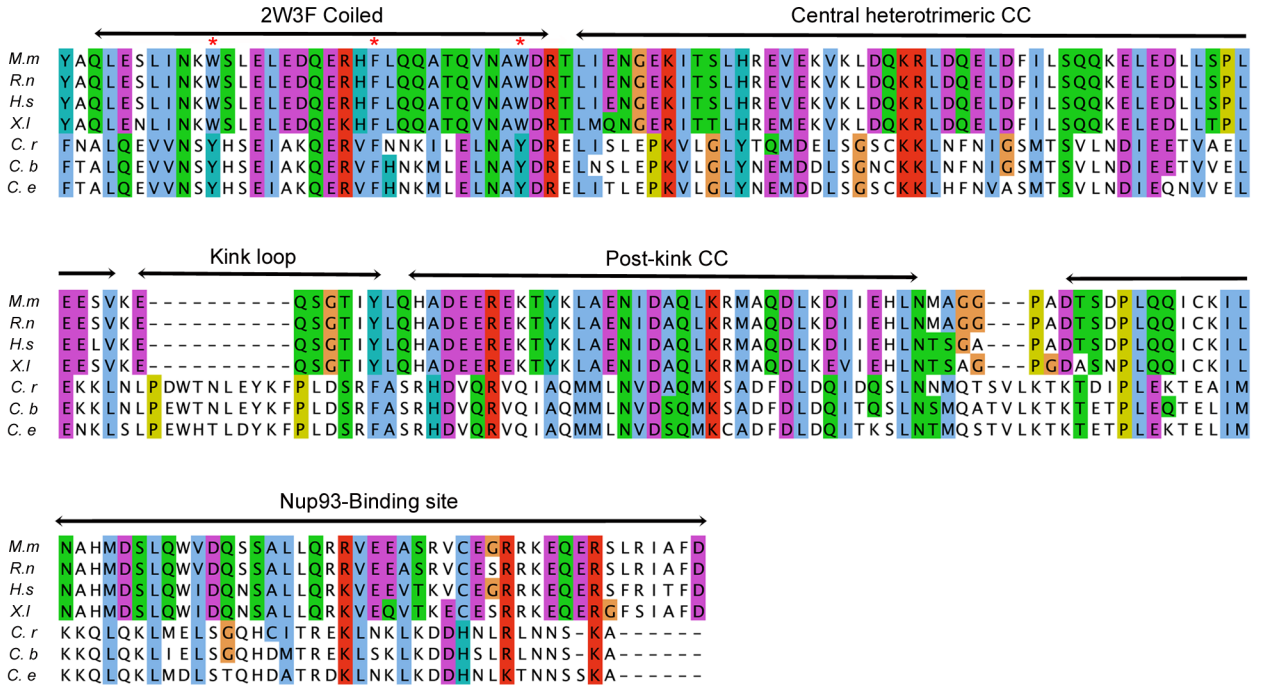 2W3F Coiled Central heterotrimeric CC
* * *
M.m YAQLESLINKWSLELEDQERHFLQQATQVNAWDRTLIENGEKITSLHREVEKVKLDQKRLDQELDFILSQQKELEDLLSPL
R.n YAQLESLINKWSLELEDQERHFLQQATQVNAWDRTLIENGEKITSLHREVEKVKLDQKRLDQELDFILSQQKELEDLLSPL
H.s YAQLESLINKWSLELEDQERHFLQQATQVNAWDRTLIENGEKITSLHREVEKVKLDQKRLDQELDFILSQQKELEDLLSPL
X.l YAQLENLINKWSLELEDQEKHFLQQATQVNAWDRTLMQNGERITTLHREMEKVKLDQKRLDQELDFILSQQKELEDLLTPL
C. r FNALQEVVNSYHSEIAKQERVFNNKILELNAYDRELISLEPKVLGLYTQMDELSGSCKKLNFNIGSMTSVLNDIEETVAEL
C. b FTALQEVVNSYHSEIAKQERVFHNKMLELNAYDRELNSLEPKVLGLYNEMDDLSGNCKKLNFNIGSMTSVLNDIEETVVEL
C. e FTALQEVVNSYHSEIAKQERVFHNKMLELNAYDRELITLEPKVLGLYNEMDDLSGSCKKLHFNVASMTSVLNDIEQNVVEL
Kink loop Post-kink CC
M.m EESVKE----------QSGTIYLQHADEEREKTYKLAENIDAQLKRMAQDLKDIIEHLNMAGG---PADTSDPLQQICKIL
R.n EESVKE----------QSGTIYLQHADEEREKTYKLAENIDAQLKRMAQDLKDIIEHLNMAGG---PADTSDPLQQICKIL
H.s EELVKE----------QSGTIYLQHADEEREKTYKLAENIDAQLKRMAQDLKDIIEHLNTSGA---PADTSDPLQQICKIL
X.l EESVKE----------QSGTIYLQHADEEREKTYKLAENIDAQLKRMAQDLKEVIEHLNTSAG---PGDASNPLQQICKIL
C. r EKKLNLPDWTNLEYKFPLDSRFASRHDVQRVQIAQMMLNVDAQMKSADFDLDQIDQSLNNMQTSVLKTKTDIPLEKTEAIM
C. b EKKLNLPEWTNLEYKFPLDSRFASRHDVQRVQIAQMMLNVDSQMKSADFDLDQITQSLNSMQATVLKTKTETPLEQTELIM
C. e ENKLSLPEWHTLDYKFPLDSRFASRHDVQRVQIAQMMLNVDSQMKCADFDLDQITKSLNTMQSTVLKTKTETPLEKTELIM
Nup93-Binding site
M.m NAHMDSLQWVDQSSALLQRRVEEASRVCEGRRKEQERSLRIAFD
R.n NAHMDSLQWVDQSSALLQRRVEEASRVCESRRKEQERSFRIAFD
H.s NAHMDSLQWIDQNSALLQRKVEEVTKVCEGRRKEQERSFRITFD
X.l NAHMDSLQWIDQNSALLQRKVEQVTKECESRRKEQERGFSIAFD
C. r KKQLQKLMELSGQHCITREKLNKLKDDHNLRLNNS-KA------
C. b KKQLQKLIELSGQHDMTREKLSKLKDDHSRLRLNNS-KA------
C. e KKQLQKLMDLSTQHDATRDKLNKLKDDHNLKTNNSSKA------